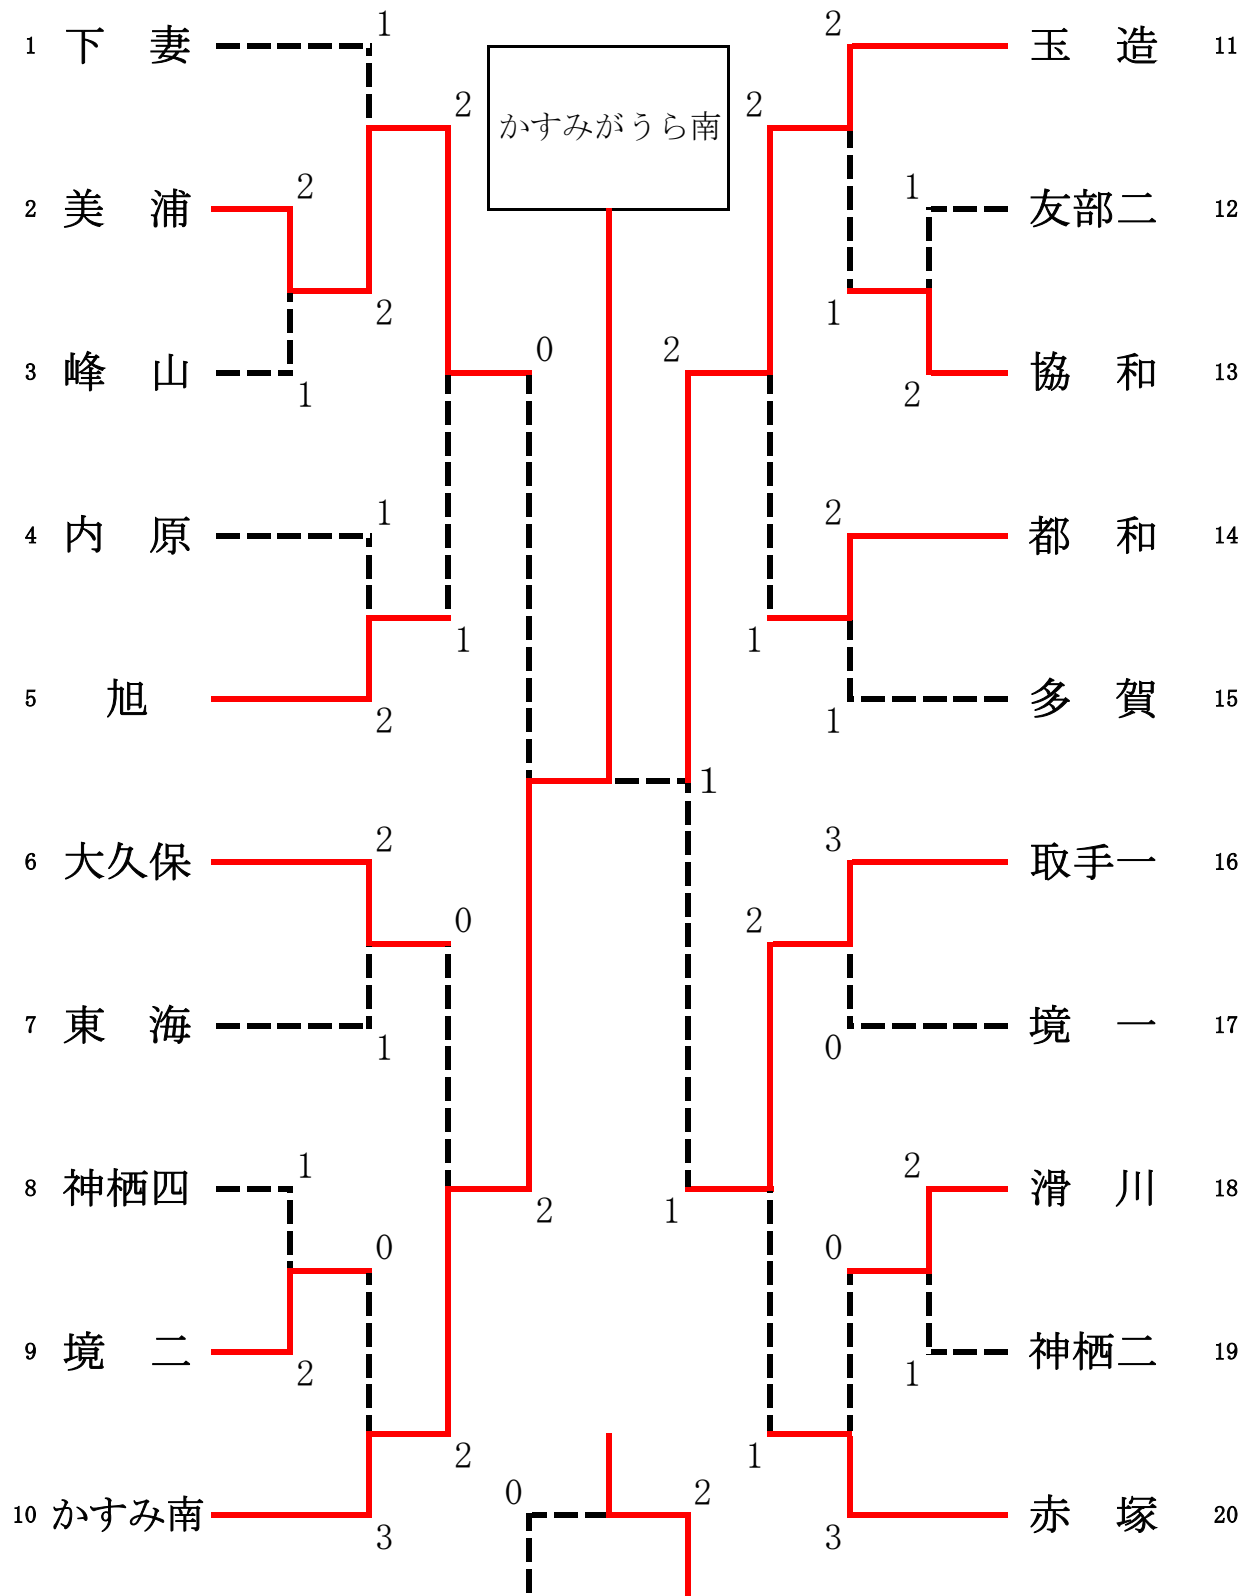 かすみがうら南
1 下 妻 1
2
2 美 浦 2
2
3 峰 山 1
0
4 内 原 1
1
5 旭 2
6 大久保 2
0
7 東 海 1
8 神栖四 1
2
0
9 境 二 2
2
10 かすみ南 3
2 玉 造 11
2
1 友部二 12
1
2 協 和 13
2
2 都 和 14
1
1 多 賀 15
1
3 取手一 16
2
0 境 一 17
2 滑 川 18
1
0
1 神栖二 19
1
3 赤 塚 20
0 2